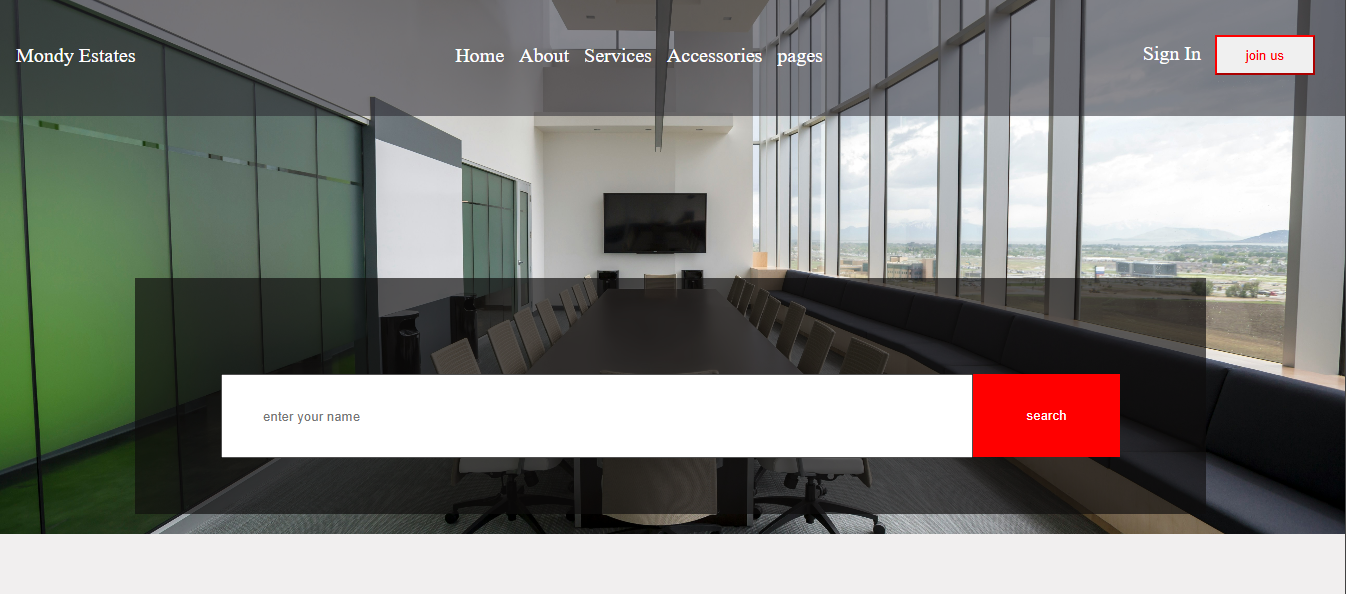 Mondy Estates
Home About Services Accessories pages
Sign In
join us
enter your name
search